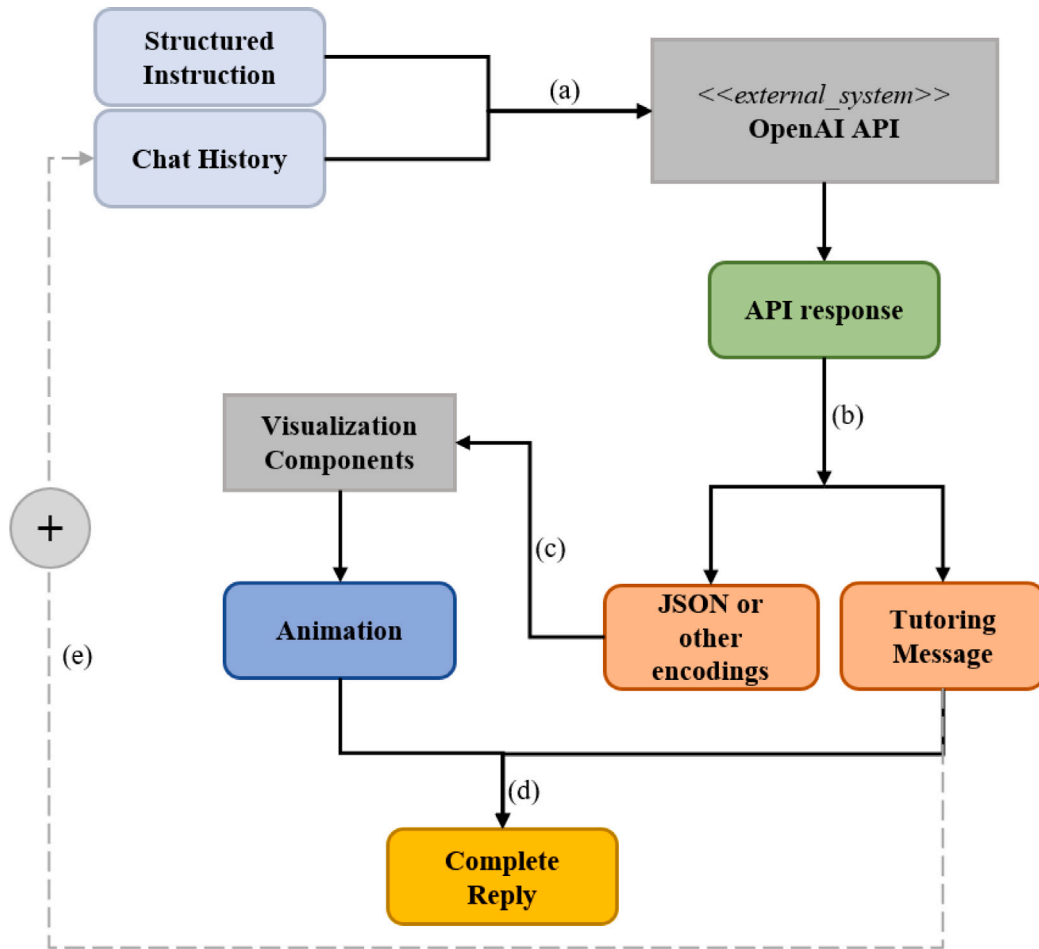 Structured
Instruction
(a)
<<external_system>>
OpenAI API
Chat History
API response
(b)
Visualization
Components
+
(c)
Animation
JSON or
other
encodings
Tutoring
Message
(e)
(d)
Complete
Reply